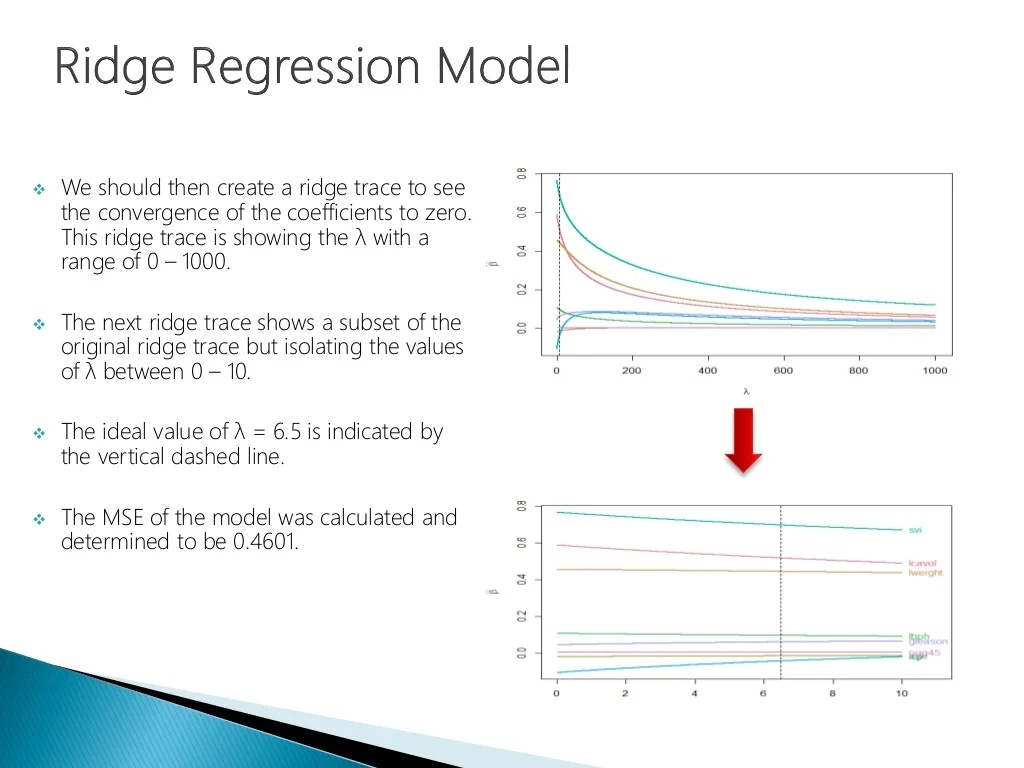 Ridge Regression Model
We should then create a ridge trace to see
the convergence of the coefficients to zero.
This ridge trace is showing the λ with a
range of 0 – 1000.
The next ridge trace shows a subset of the
original ridge trace but isolating the values
of λ between 0 – 10.
The ideal value of λ = 6.5 is indicated by
the vertical dashed line.
The MSE of the model was calculated and
determined to be 0.4601.
0.8
0.6
0.4
0.2
0.0
β
0 200 400 600 800 1000
λ
0.8
0.6
0.4
0.2
0.0
β
svi
lcavol
lweight
lbph
gleason
pgg45
0 2 4 6 8 10